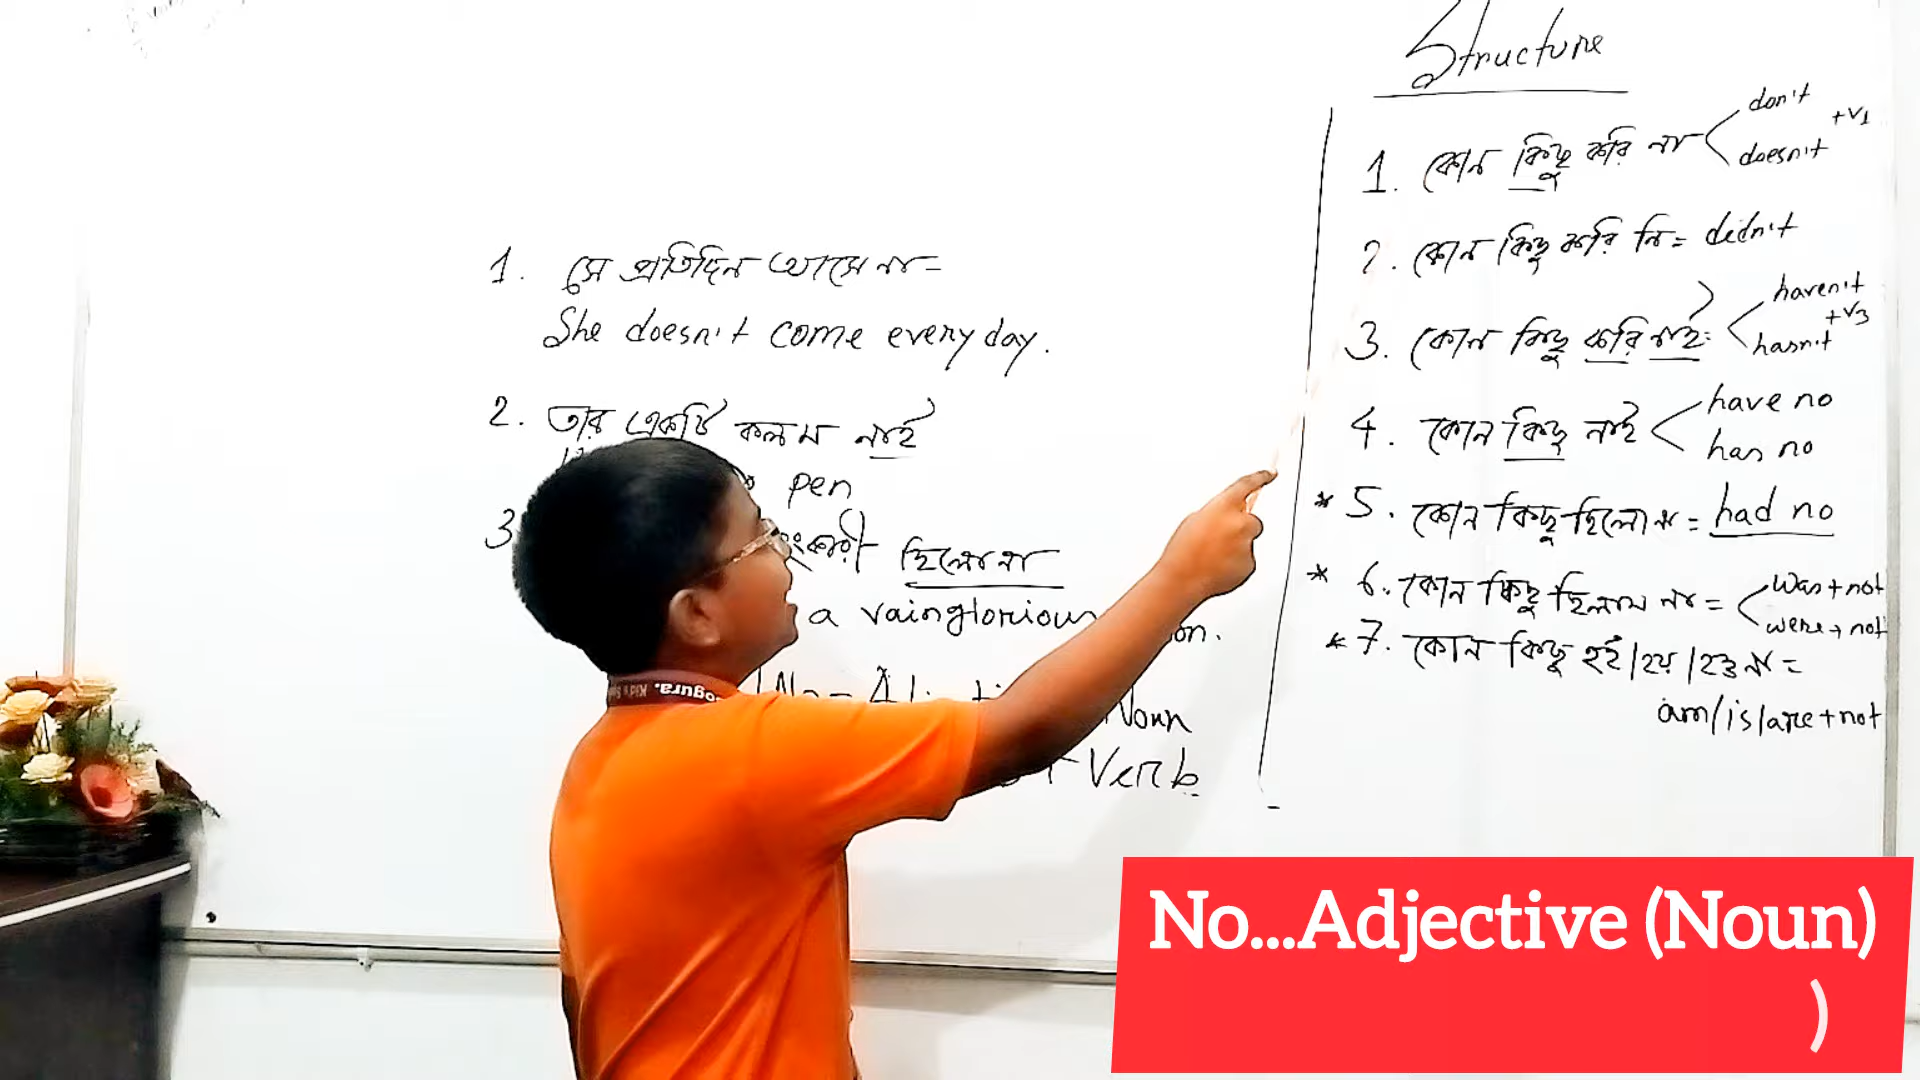 Structure
1. কোন কিছু করি না don't doesn't +V1
2. কোন কিছু করি নি = didn't
3. কোন কিছু করি নাই = haven't hasn't +V3
4. কোন কিছু নাই have no has no
* 5. কোন কিছু ছিলো না = had no
* 6. কোন কিছু ছিলাম না = was + not were + not
* 7. কোন কিছু হই/হয়/হও না =
am/is/are + not
1. সে প্রতিদিন আসে না =
She doesn't come every day.
2. তার একটি কলম নাই
pen
3 ছিলো না
a vainglorious
Noun
+ Verb
No...Adjective (Noun)
)